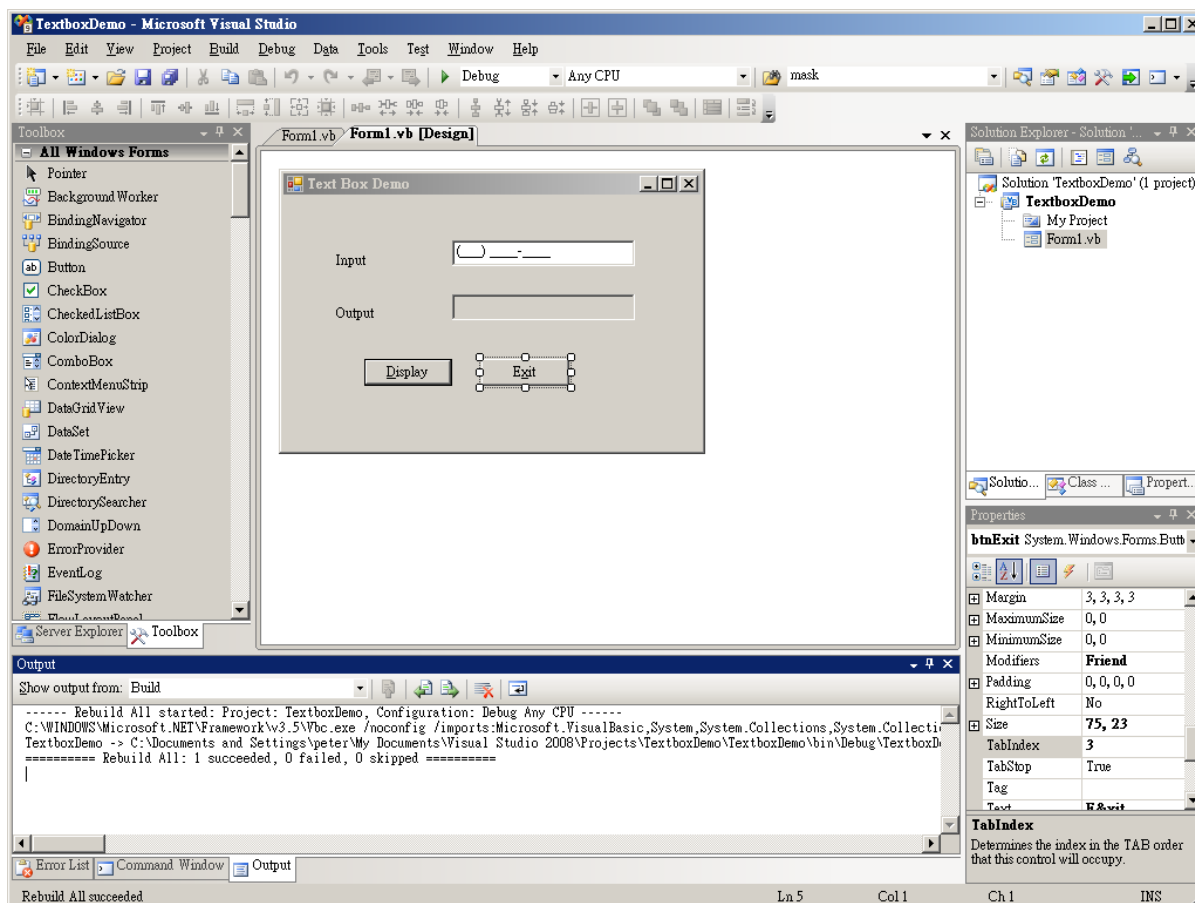 TextboxDemo - Microsoft Visual Studio
File Edit View Project Build Debug Data Tools Test Window Help
Debug Any CPU mask
Toolbox
All Windows Forms
Pointer
Background Worker
BindingNavigator
BindingSource
Button
CheckBox
CheckedListBox
ColorDialog
ComboBox
ContextMenuStrip
DataGridView
DataSet
DateTimePicker
DirectoryEntry
DirectorySearcher
DomainUpDown
ErrorProvider
EventLog
FileSystemWatcher
FlowLayoutPanel
Server Explorer Toolbox
Form1.vb Form1.vb [Design]
Text Box Demo
Input (__) ____-____
Output
Display Exit
Solution Explorer - Solution '...
Solution 'TextboxDemo' (1 project)
TextboxDemo
My Project
Form1.vb
Solutio... Class ... Propert...
Properties
btnExit System.Windows.Forms.Butt
Margin 3, 3, 3, 3
MaximumSize 0, 0
MinimumSize 0, 0
Modifiers Friend
Padding 0, 0, 0, 0
RightToLeft No
Size 75, 23
TabIndex 3
TabStop True
Tag
Text E&xit
TabIndex
Determines the index in the TAB order
that this control will occupy.
Output
Show output from: Build
------ Rebuild All started: Project: TextboxDemo, Configuration: Debug Any CPU ------
C:\WINDOWS\Microsoft.NET\Framework\v3.5\Vbc.exe /noconfig /imports:Microsoft.VisualBasic,System,System.Collections,System.Collecti
TextboxDemo -> C:\Documents and Settings\peter\My Documents\Visual Studio 2008\Projects\TextboxDemo\TextboxDemo\bin\Debug\TextboxD
========== Rebuild All: 1 succeeded, 0 failed, 0 skipped ==========
Error List Command Window Output
Rebuild All succeeded Ln 5 Col 1 Ch 1 INS